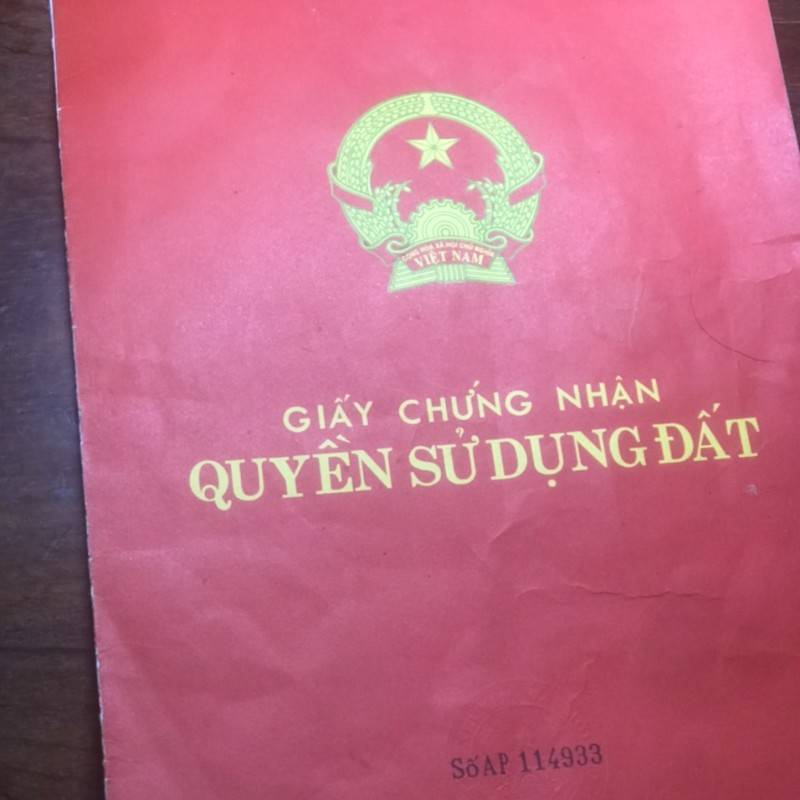 CỘNG HÒA XÃ HỘI CHỦ NGHĨA
VIỆT NAM
GIẤY CHỨNG NHẬN
QUYỀN SỬ DỤNG ĐẤT
Số AP 114933